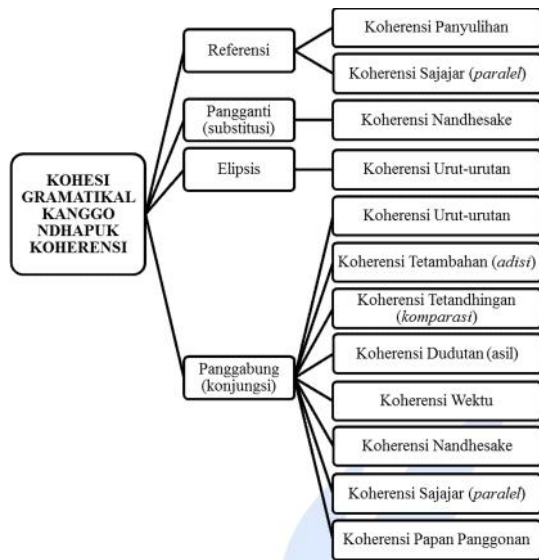 KOHESI
GRAMATIKAL
KANGGO
NDHAPUK
KOHERENSI
Referensi
Koherensi Panyulihan
Koherensi Sajajar (paralel)
Pangganti
(substitusi)
Koherensi Nandhesake
Elipsis
Koherensi Urut-urutan
Panggabung
(konjungsi)
Koherensi Urut-urutan
Koherensi Tetambahan (adisi)
Koherensi Tetandhingan
(komparasi)
Koherensi Dudutan (asil)
Koherensi Wektu
Koherensi Nandhesake
Koherensi Sajajar (paralel)
Koherensi Papan Panggonan